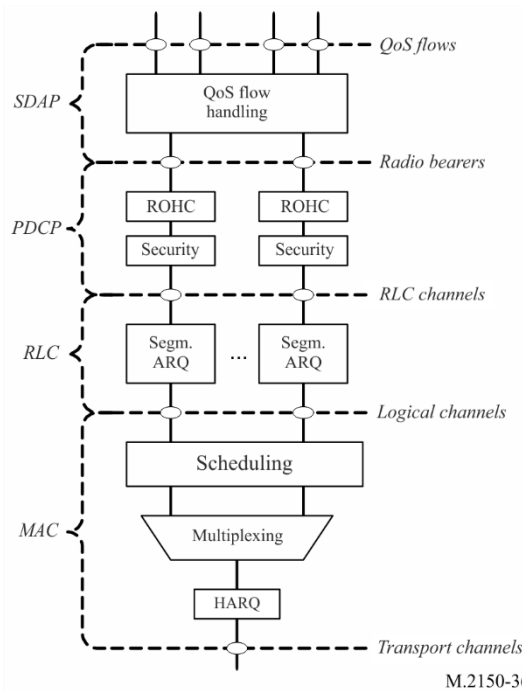 QoS flows
QoS flow
handling
SDAP
Radio bearers
ROHC
ROHC
PDCP
Security
Security
RLC channels
RLC
Segm.
ARQ
...
Segm.
ARQ
Logical channels
Scheduling
MAC
Multiplexing
HARQ
Transport channels